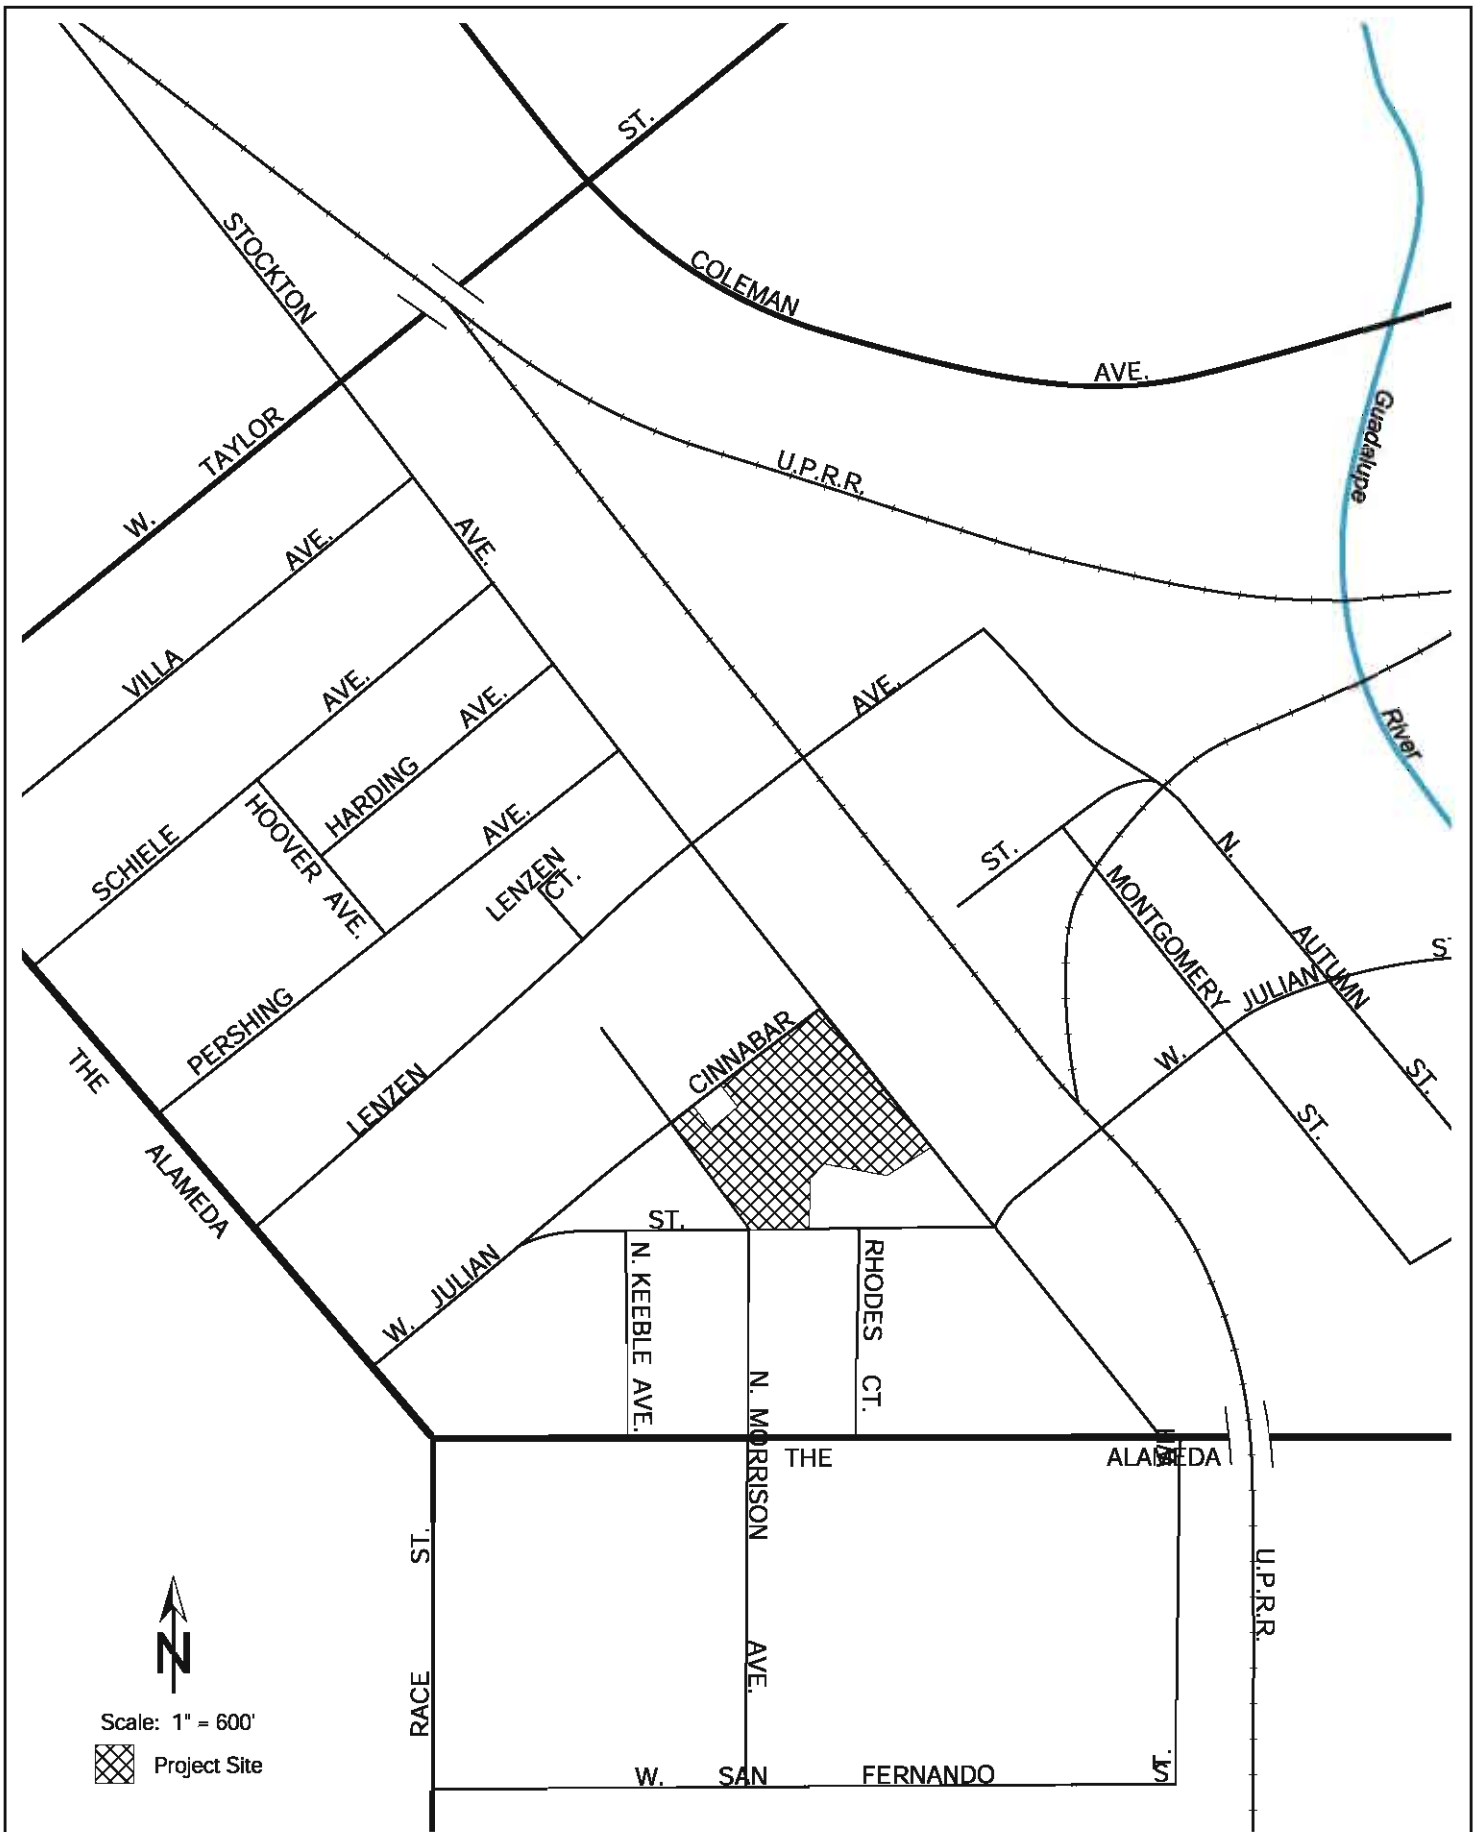 ST.
STOCKTON
COLEMAN
AVE.
TAYLOR
W.
Guadalupe
U.P.R.R.
AVE.
AVE.
VILLA
AVE.
AVE.
AVE.
River
HARDING
HOOVER AVE.
SCHIELE
AVE.
LENZEN
CT.
ST.
N.
MONTGOMERY
AUTUMN
ST.
JULIAN
S
W.
ST.
PERSHING
CINNABAR
THE
LENZEN
ST.
ALAMEDA
ST.
JULIAN
W.
N. KEEBLE AVE.
RHODES CT.
N. MORRISON
THE
ALAMEDA
ST.
U.P.R.R.
AVE.
RACE
N
Scale: 1" = 600'
Project Site
W. SAN FERNANDO
ST.